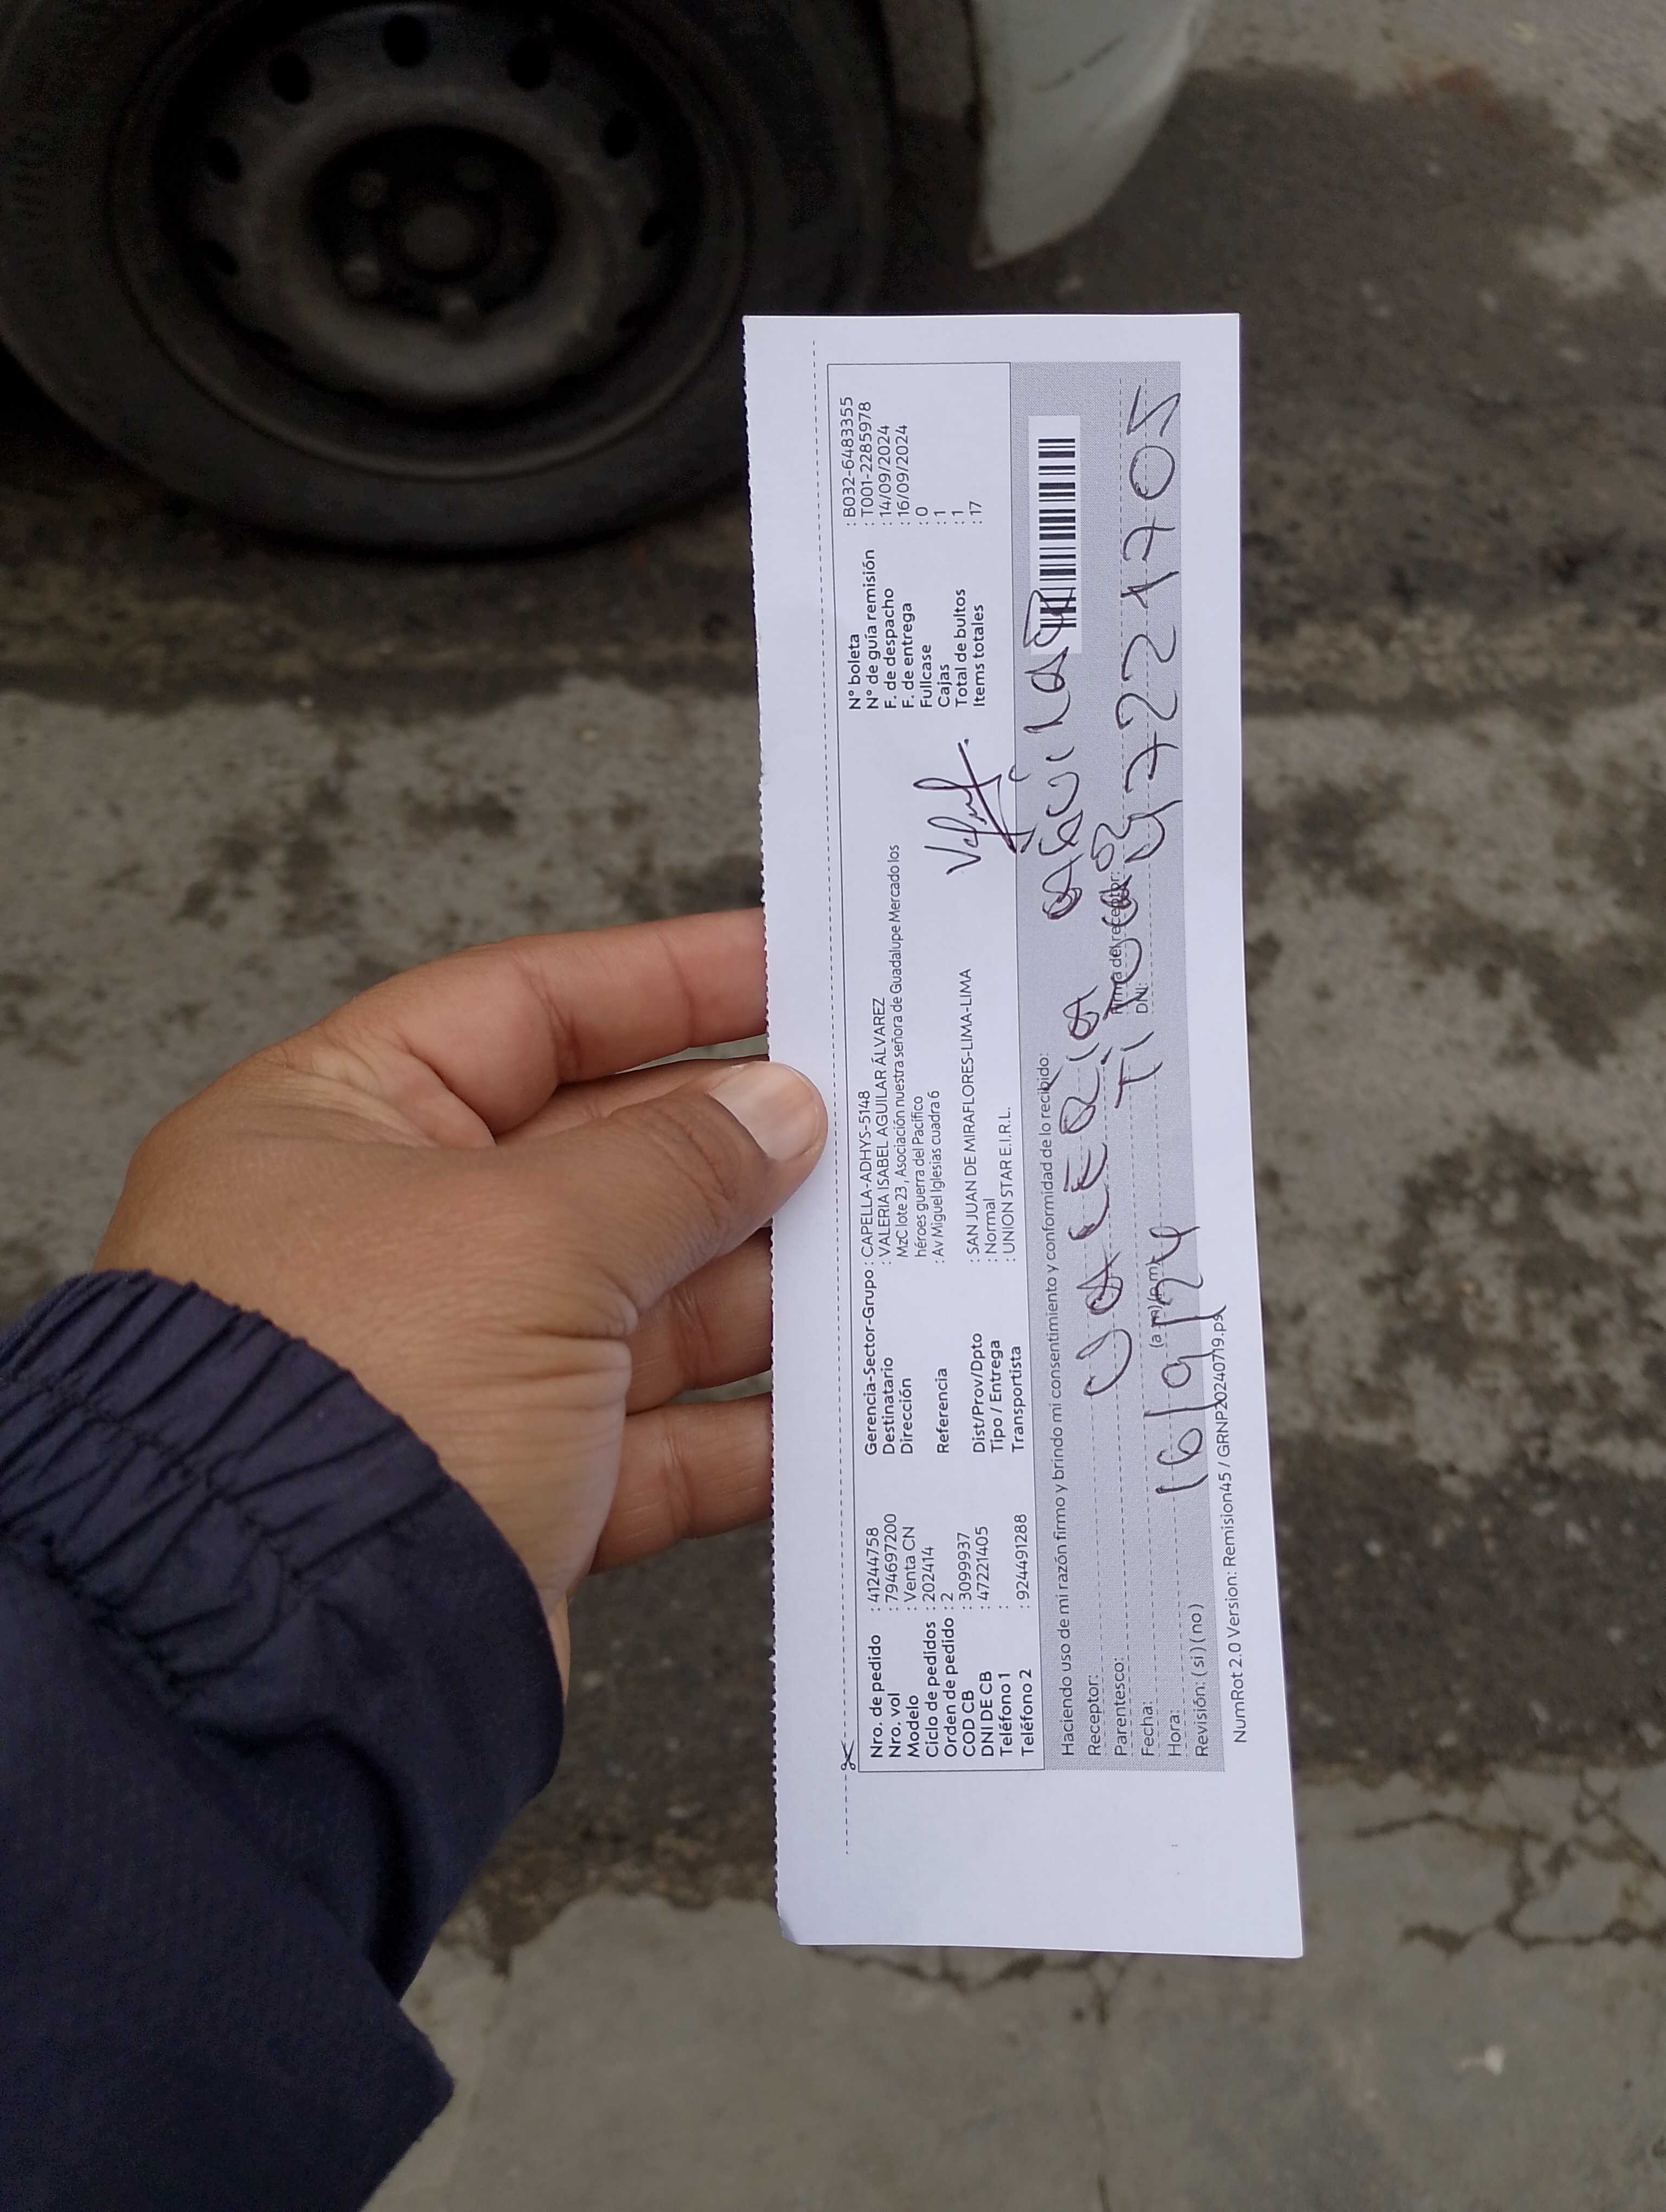 Nro. de pedido : 41244758
Nro. vol : 794697200
Modelo : Venta CN
Ciclo de pedidos : 202414
Orden de pedido : 2
COD CB : 3099937
DNI DE CB : 47221405
Teléfono 1 :
Teléfono 2 : 924491288
Gerencia-Sector-Grupo : CAPELLA-ADHYS-5148
Destinatario : VALERIA ISABEL AGUILAR ÁLVAREZ
Dirección MzC lote 23 , Asociación nuestra señora de Guadalupe Mercado los
héroes guerra del Pacífico
Referencia : Av Miguel Iglesias cuadra 6
Dist/Prov/Dpto : SAN JUAN DE MIRAFLORES-LIMA-LIMA
Tipo / Entrega : Normal
Transportista : UNION STAR E.I.R.L.
N° boleta : B032-6483355
N° de guía remisión : T001-2285978
F. de despacho : 14/09/2024
F. de entrega : 16/09/2024
Fullcase : 0
Cajas : 1
Total de bultos : 1
Items totales : 17
Haciendo uso de mi razón firmo y brindo mi consentimiento y conformidad de lo recibido:
Receptor: VALERIA AGUILAR
Parentesco: Titular
Firma del receptor:
Fecha: 16/9/24
DNI: 47221405
Hora: (a.m)/(p.m)
Revisión: ( si ) ( no )
NumRot 2.0 Version: Remision45 / GRNP20240719.ps